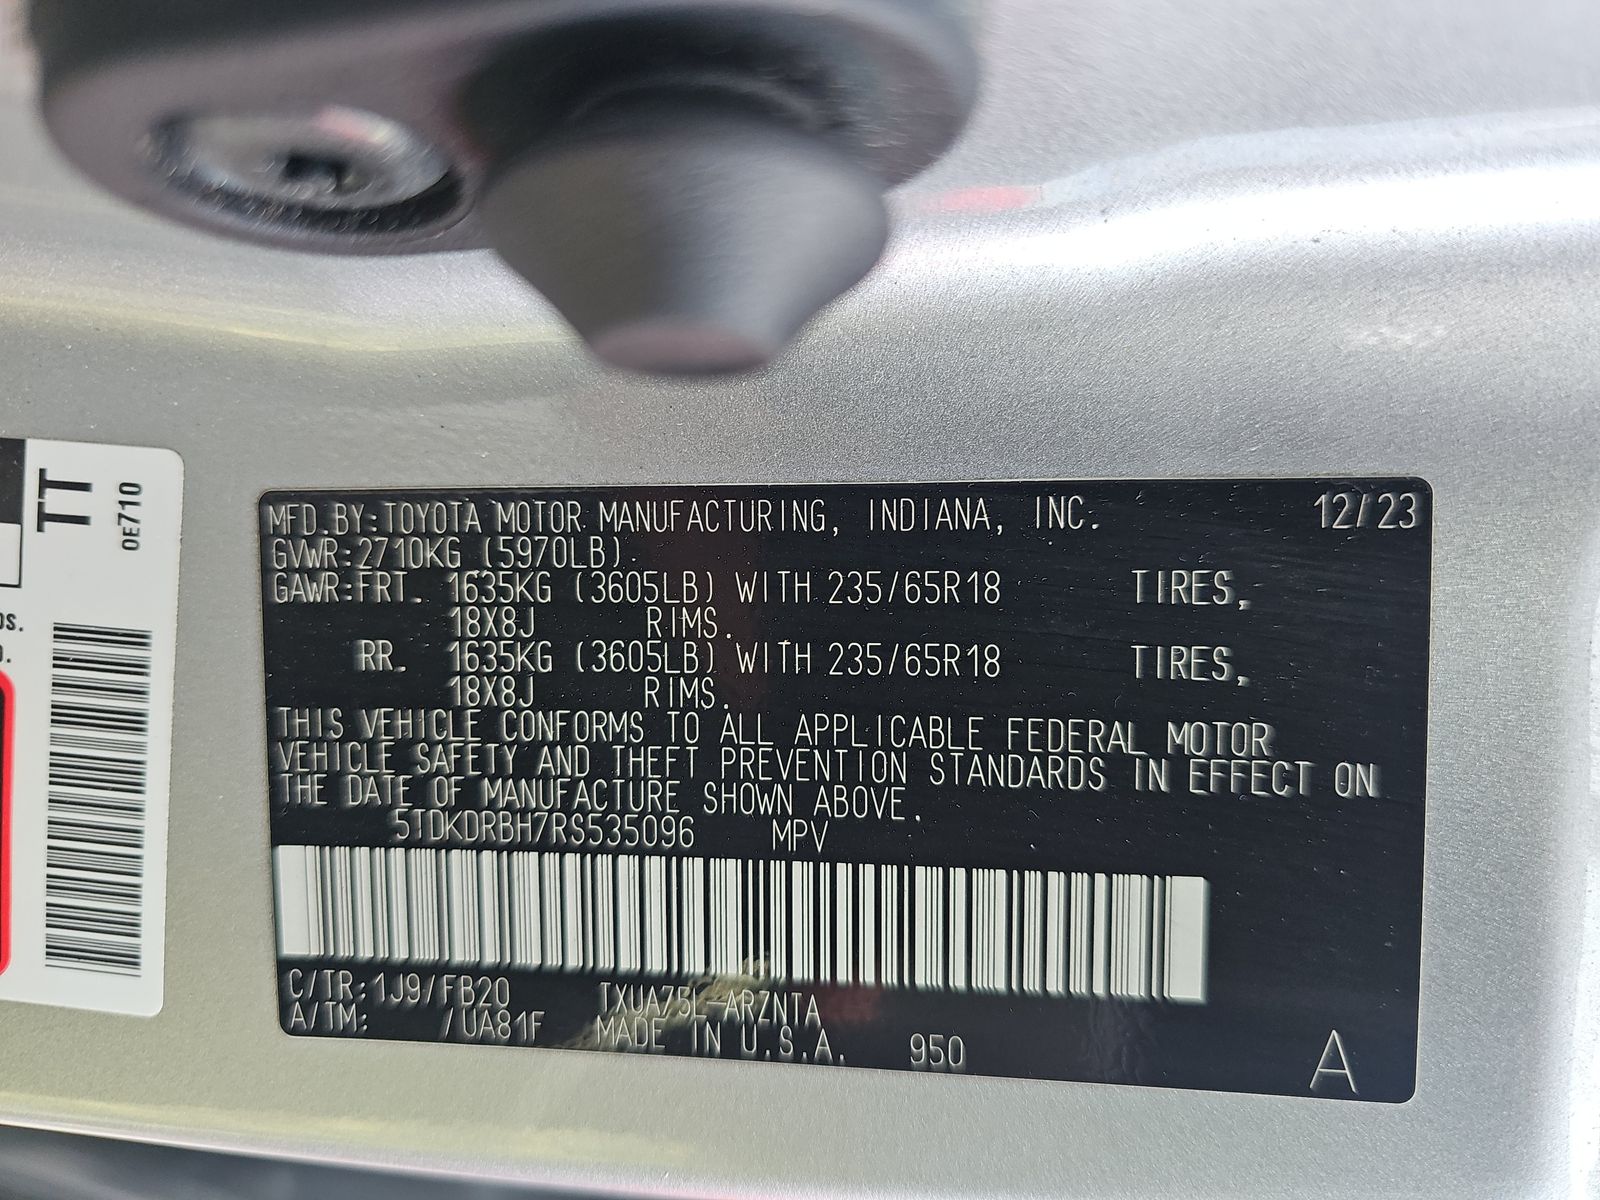 TT
OE710
DS.
MFD.BY:TOYOTA MOTOR MANUFACTURING, INDIANA, INC. 12/23
GVWR:2710KG (5970LB)
GAWR:FRT. 1635KG (3605LB) WITH 235/65R18 TIRES,
18X8J RIMS.
RR. 1635KG (3605LB) WITH 235/65R18 TIRES,
18X8J RIMS.
THIS VEHICLE CONFORMS TO ALL APPLICABLE FEDERAL MOTOR
VEHICLE SAFETY AND THEFT PREVENTION STANDARDS IN EFFECT ON
THE DATE OF MANUFACTURE SHOWN ABOVE.
5TDKDRBH7RS535096 MPV
C/TR:1J9/FB20 TXUA75L-ARZNTA
A/TM: /UA81F MADE IN U.S.A. 950
A